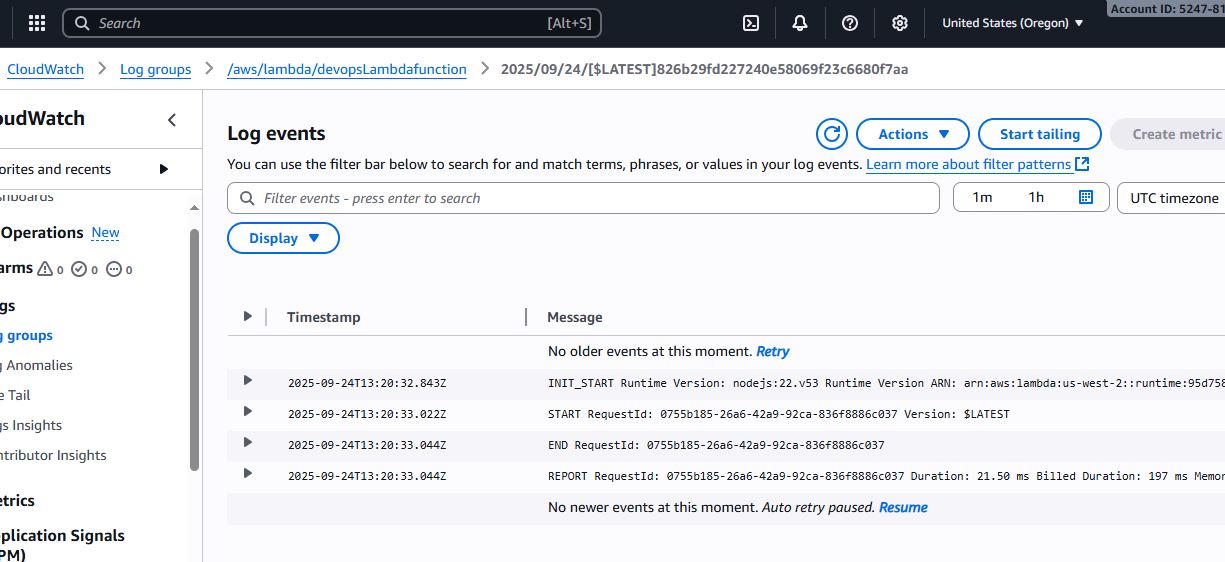 Account ID: 5247-81
Search [Alt+S] United States (Oregon)
CloudWatch > Log groups > /aws/lambda/devopsLambdafunction > 2025/09/24/[$LATEST]826b29fd227240e58069f23c6680f7aa
oudWatch
orites and recents
shboards
Operations New
arms 0 0 0
gs
g groups
g Anomalies
e Tail
gs Insights
ntributor Insights
etrics
plication Signals
PM)
Log events
Actions Start tailing Create metric
You can use the filter bar below to search for and match terms, phrases, or values in your log events. Learn more about filter patterns
Filter events - press enter to search 1m 1h UTC timezone
Display
Timestamp Message
No older events at this moment. Retry
2025-09-24T13:20:32.843Z INIT_START Runtime Version: nodejs:22.v53 Runtime Version ARN: arn:aws:lambda:us-west-2::runtime:95d758
2025-09-24T13:20:33.022Z START RequestId: 0755b185-26a6-42a9-92ca-836f8886c037 Version: $LATEST
2025-09-24T13:20:33.044Z END RequestId: 0755b185-26a6-42a9-92ca-836f8886c037
2025-09-24T13:20:33.044Z REPORT RequestId: 0755b185-26a6-42a9-92ca-836f8886c037 Duration: 21.50 ms Billed Duration: 197 ms Memor
No newer events at this moment. Auto retry paused. Resume